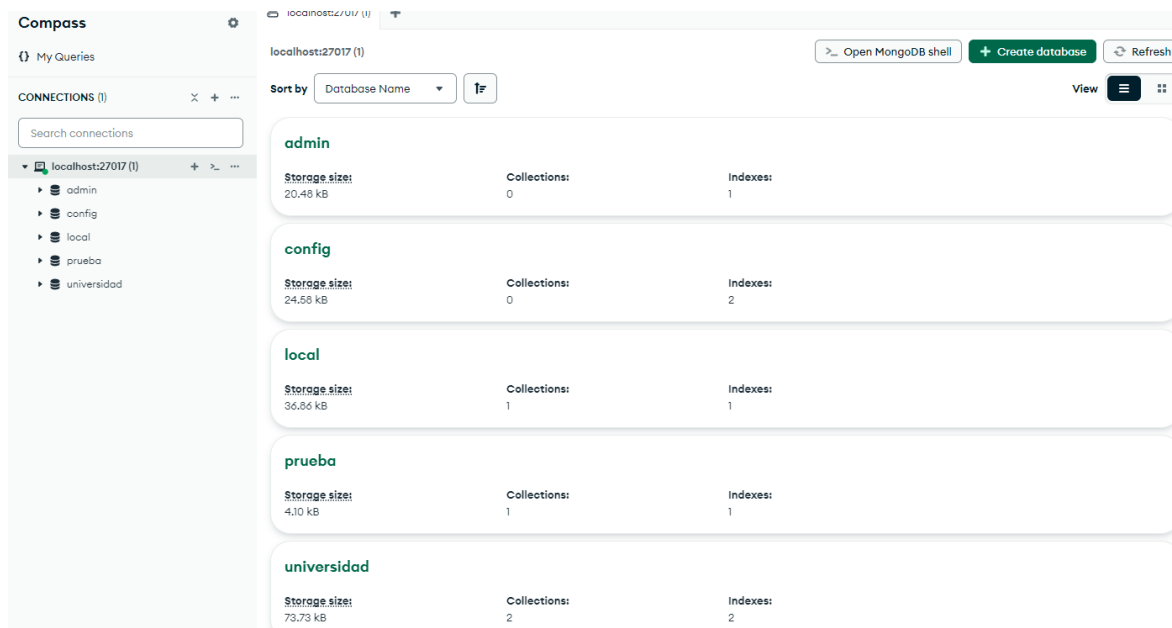 Compass
localhost:27017 (1)
{} My Queries
localhost:27017 (1)
>_ Open MongoDB shell
+ Create database
Refresh
Sort by
Database Name
View
CONNECTIONS (1)
Search connections
localhost:27017 (1)
admin
config
local
prueba
universidad
admin
Storage size: Collections: Indexes:
20.48 kB 0 1
config
Storage size: Collections: Indexes:
24.58 kB 0 2
local
Storage size: Collections: Indexes:
36.86 kB 1 1
prueba
Storage size: Collections: Indexes:
4.10 kB 1 1
universidad
Storage size: Collections: Indexes:
73.73 kB 2 2